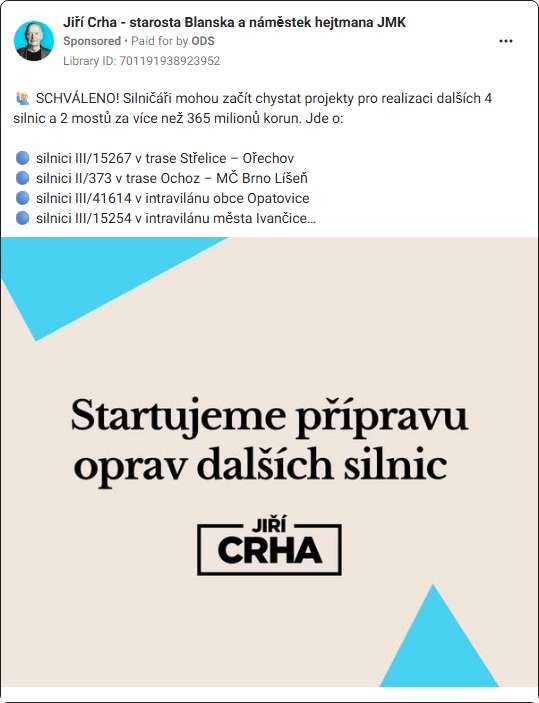 Jiří Crha - starosta Blanska a náměstek hejtmana JMK
Sponsored • Paid for by ODS
Library ID: 701191938923952
SCHVÁLENO! Silničáři mohou začít chystat projekty pro realizaci dalších 4
silnic a 2 mostů za více než 365 milionů korun. Jde o:
silnici III/15267 v trase Střelice – Ořechov
silnici II/373 v trase Ochoz – MČ Brno Líšeň
silnici III/41614 v intravilánu obce Opatovice
silnici III/15254 v intravilánu města Ivančice…
Startujeme přípravu
oprav dalších silnic
JIŘÍ
CRHA